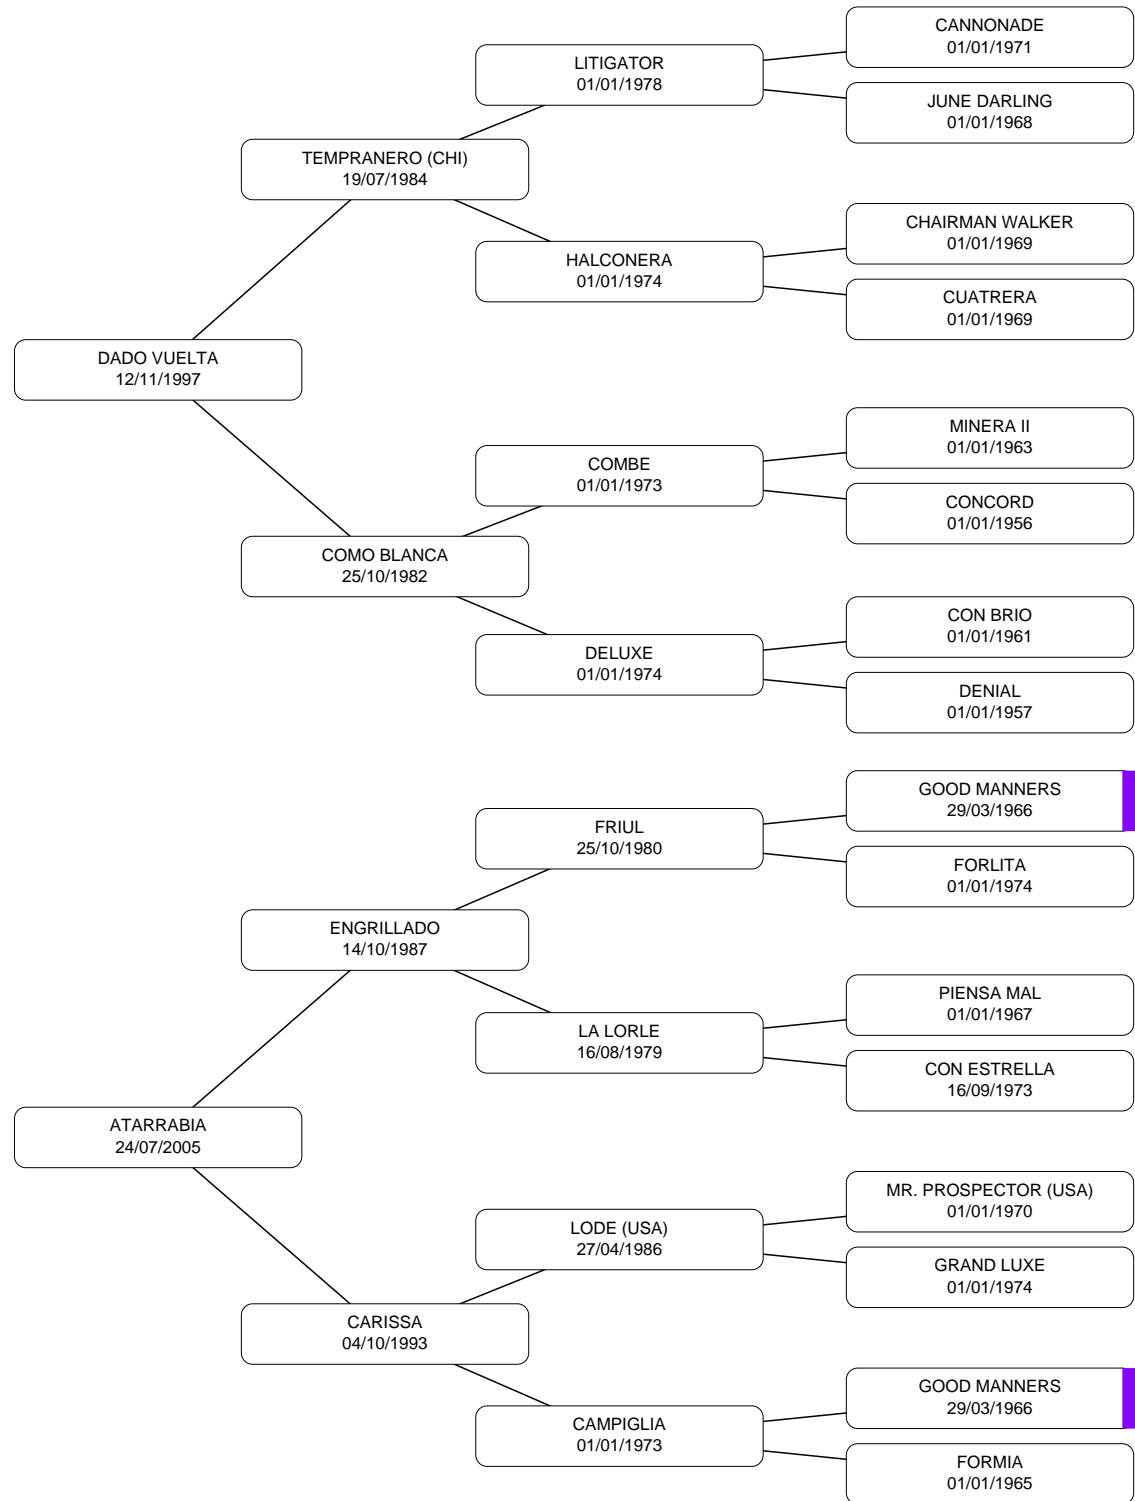 CANNONADE
01/01/1971
LITIGATOR
01/01/1978
JUNE DARLING
01/01/1968
TEMPRANERO (CHI)
19/07/1984
CHAIRMAN WALKER
01/01/1969
HALCONERA
01/01/1974
CUATRERA
01/01/1969
DADO VUELTA
12/11/1997
MINERA II
01/01/1963
COMBE
01/01/1973
CONCORD
01/01/1956
COMO BLANCA
25/10/1982
CON BRIO
01/01/1961
DELUXE
01/01/1974
DENIAL
01/01/1957
GOOD MANNERS
29/03/1966
FRIUL
25/10/1980
FORLITA
01/01/1974
ENGRILLADO
14/10/1987
PIENSA MAL
01/01/1967
LA LORLE
16/08/1979
CON ESTRELLA
16/09/1973
ATARRABIA
24/07/2005
MR. PROSPECTOR (USA)
01/01/1970
LODE (USA)
27/04/1986
GRAND LUXE
01/01/1974
CARISSA
04/10/1993
GOOD MANNERS
29/03/1966
CAMPIGLIA
01/01/1973
FORMIA
01/01/1965